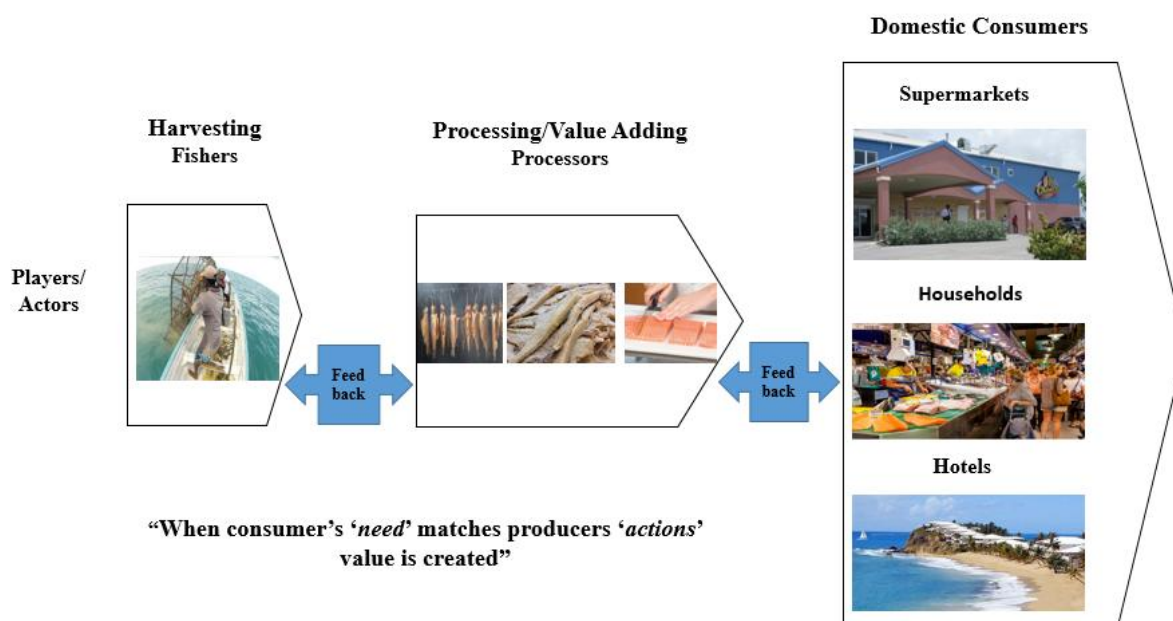 Domestic Consumers
Supermarkets
Harvesting
Fishers
Processing/Value Adding
Processors
Players/
Actors
Households
Feed
back
Feed
back
Hotels
“When consumer’s ‘need’ matches producers ‘actions’
value is created”